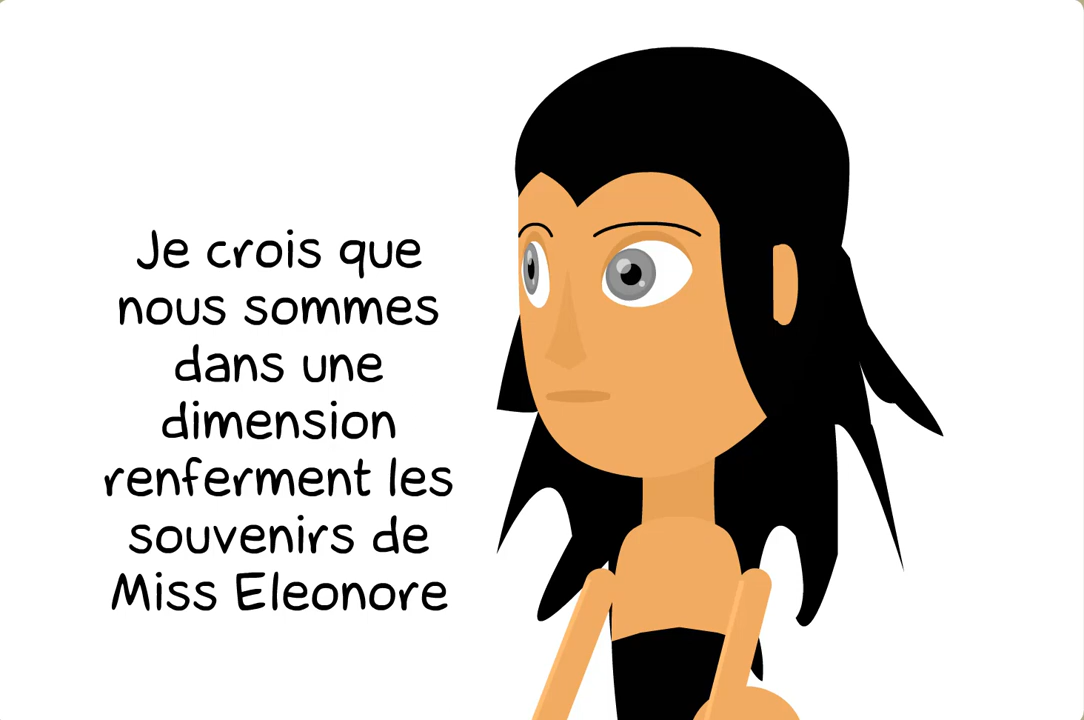 Je crois que
nous sommes
dans une
dimension
renferment les
souvenirs de
Miss Eleonore